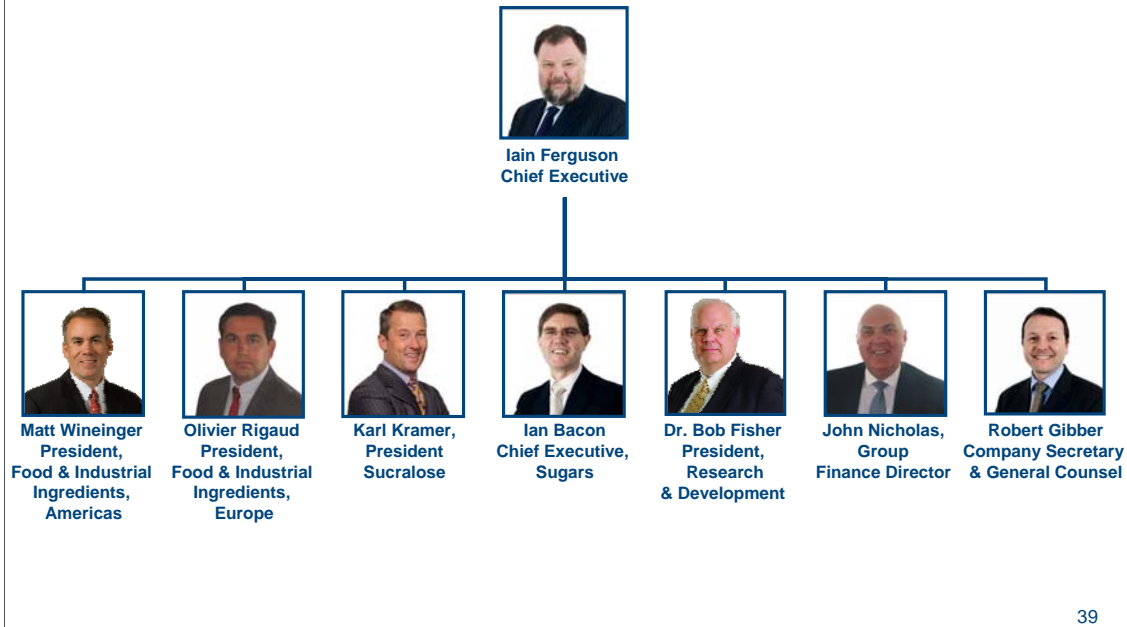 Iain Ferguson
Chief Executive
Matt Wineinger
President,
Food & Industrial
Ingredients,
Americas
Olivier Rigaud
President,
Food & Industrial
Ingredients,
Europe
Karl Kramer,
President
Sucralose
Ian Bacon
Chief Executive,
Sugars
Dr. Bob Fisher
President,
Research
& Development
John Nicholas,
Group
Finance Director
Robert Gibber
Company Secretary
& General Counsel
39